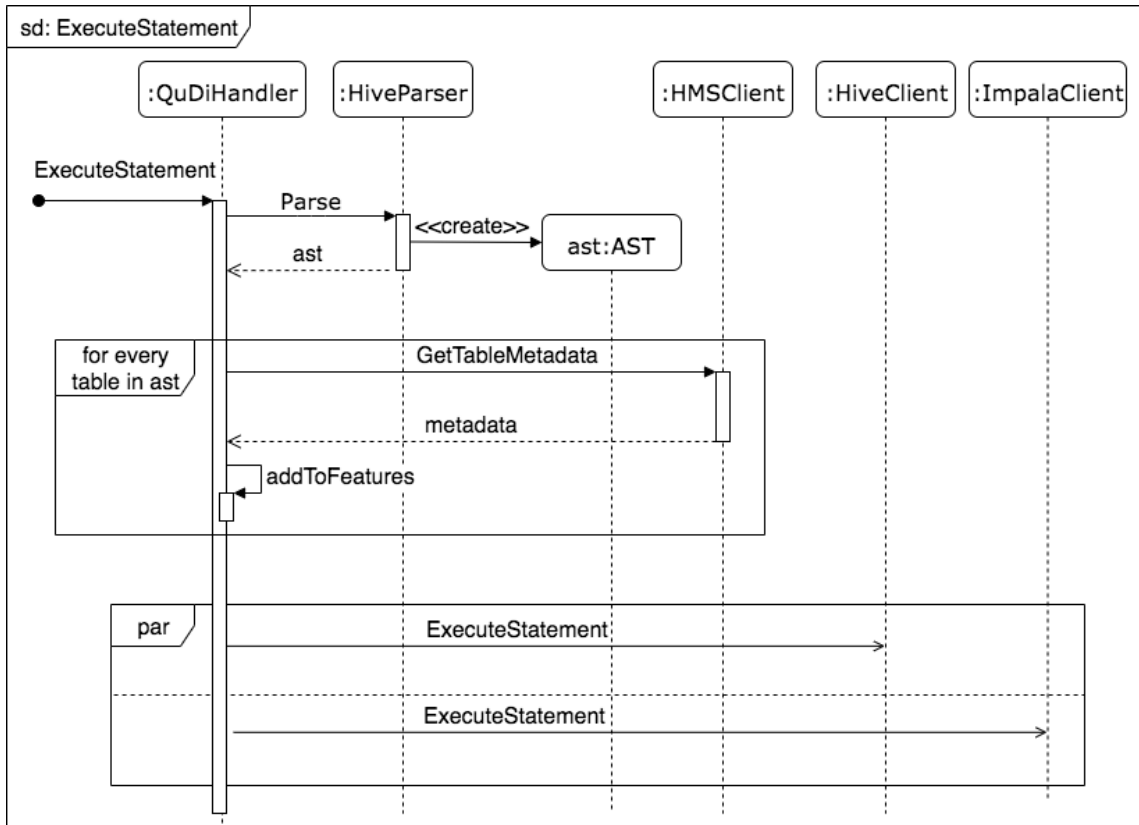 sd: ExecuteStatement
:QuDiHandler
:HiveParser
:HMSClient
:HiveClient
:ImpalaClient
ExecuteStatement
Parse
<<create>>
ast:AST
ast
for every
table in ast
GetTableMetadata
metadata
addToFeatures
par
ExecuteStatement
ExecuteStatement